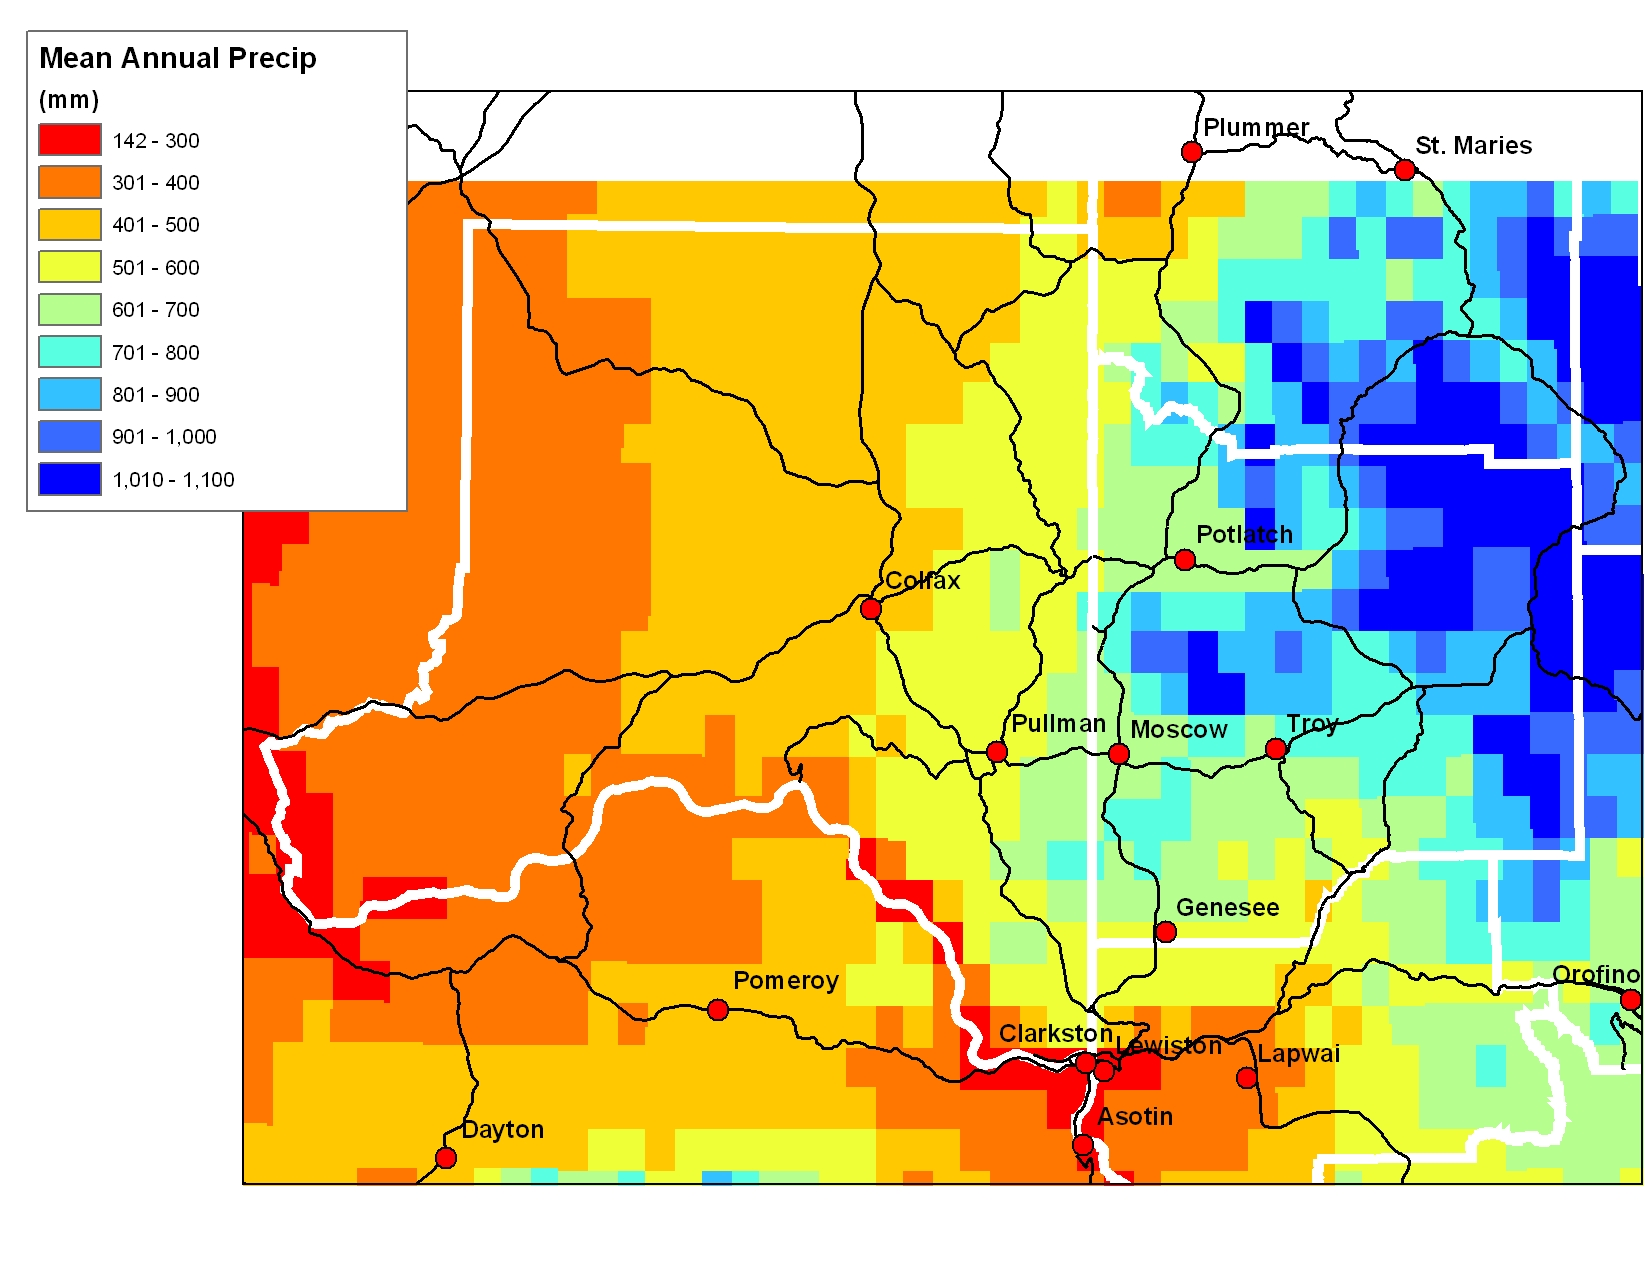 Mean Annual Precip
(mm)
142 - 300
301 - 400
401 - 500
501 - 600
601 - 700
701 - 800
801 - 900
901 - 1,000
1,010 - 1,100
Plummer
St. Maries
Potlatch
Colfax
Pullman
Moscow
Troy
Genesee
Orofino
Pomeroy
Clarkston
Lewiston
Lapwai
Asotin
Dayton